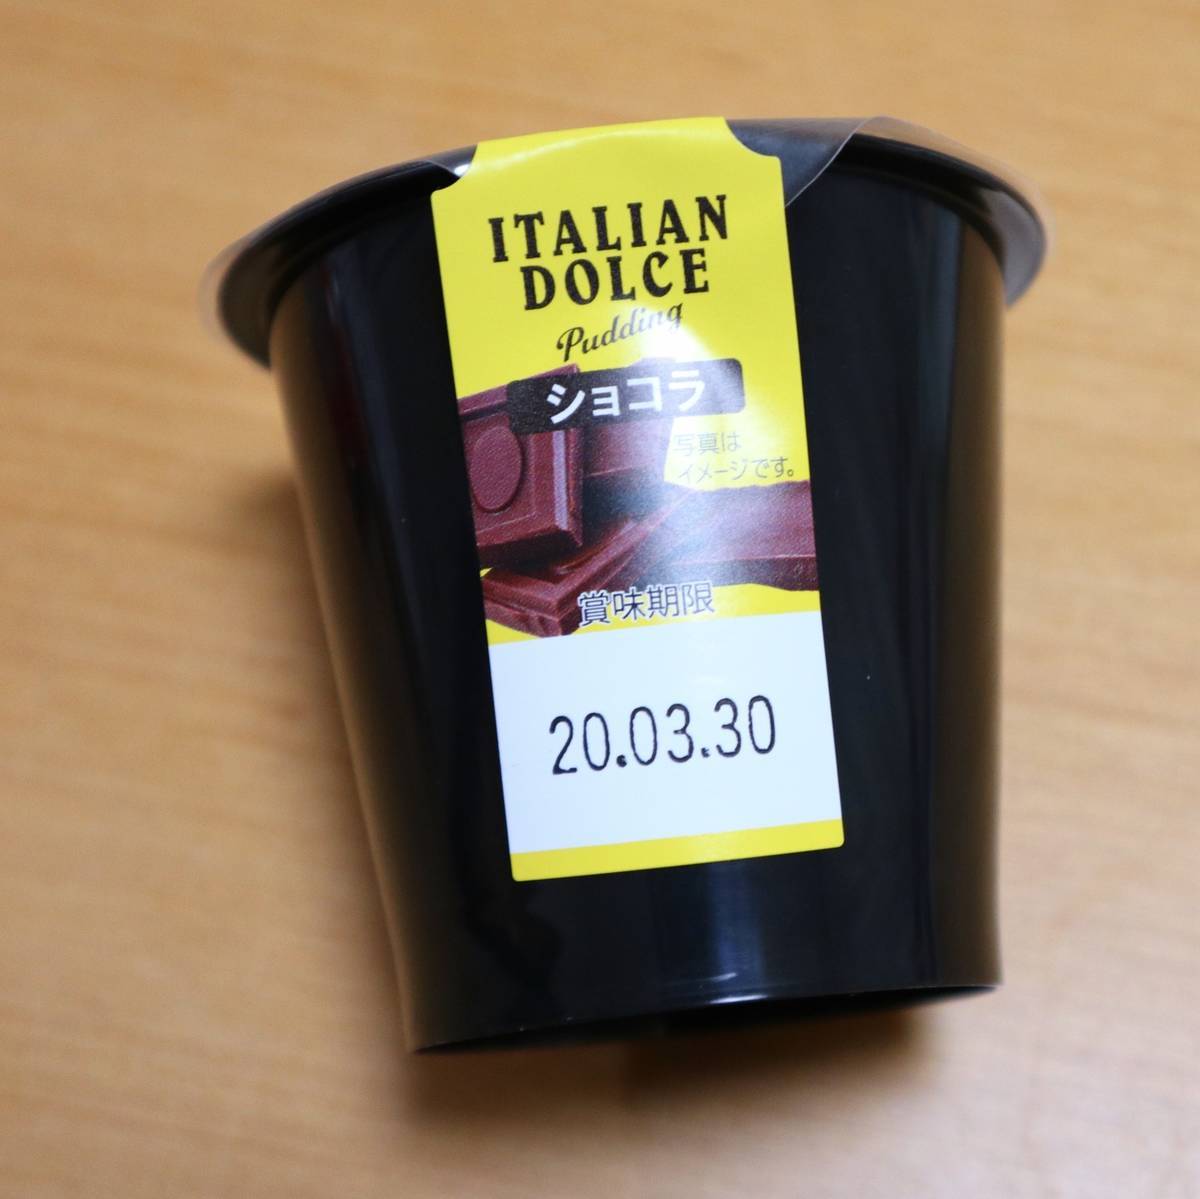 ITALIAN
DOLCE
Pudding
ショコラ
写真は
イメージです。
賞味期限
20.03.30